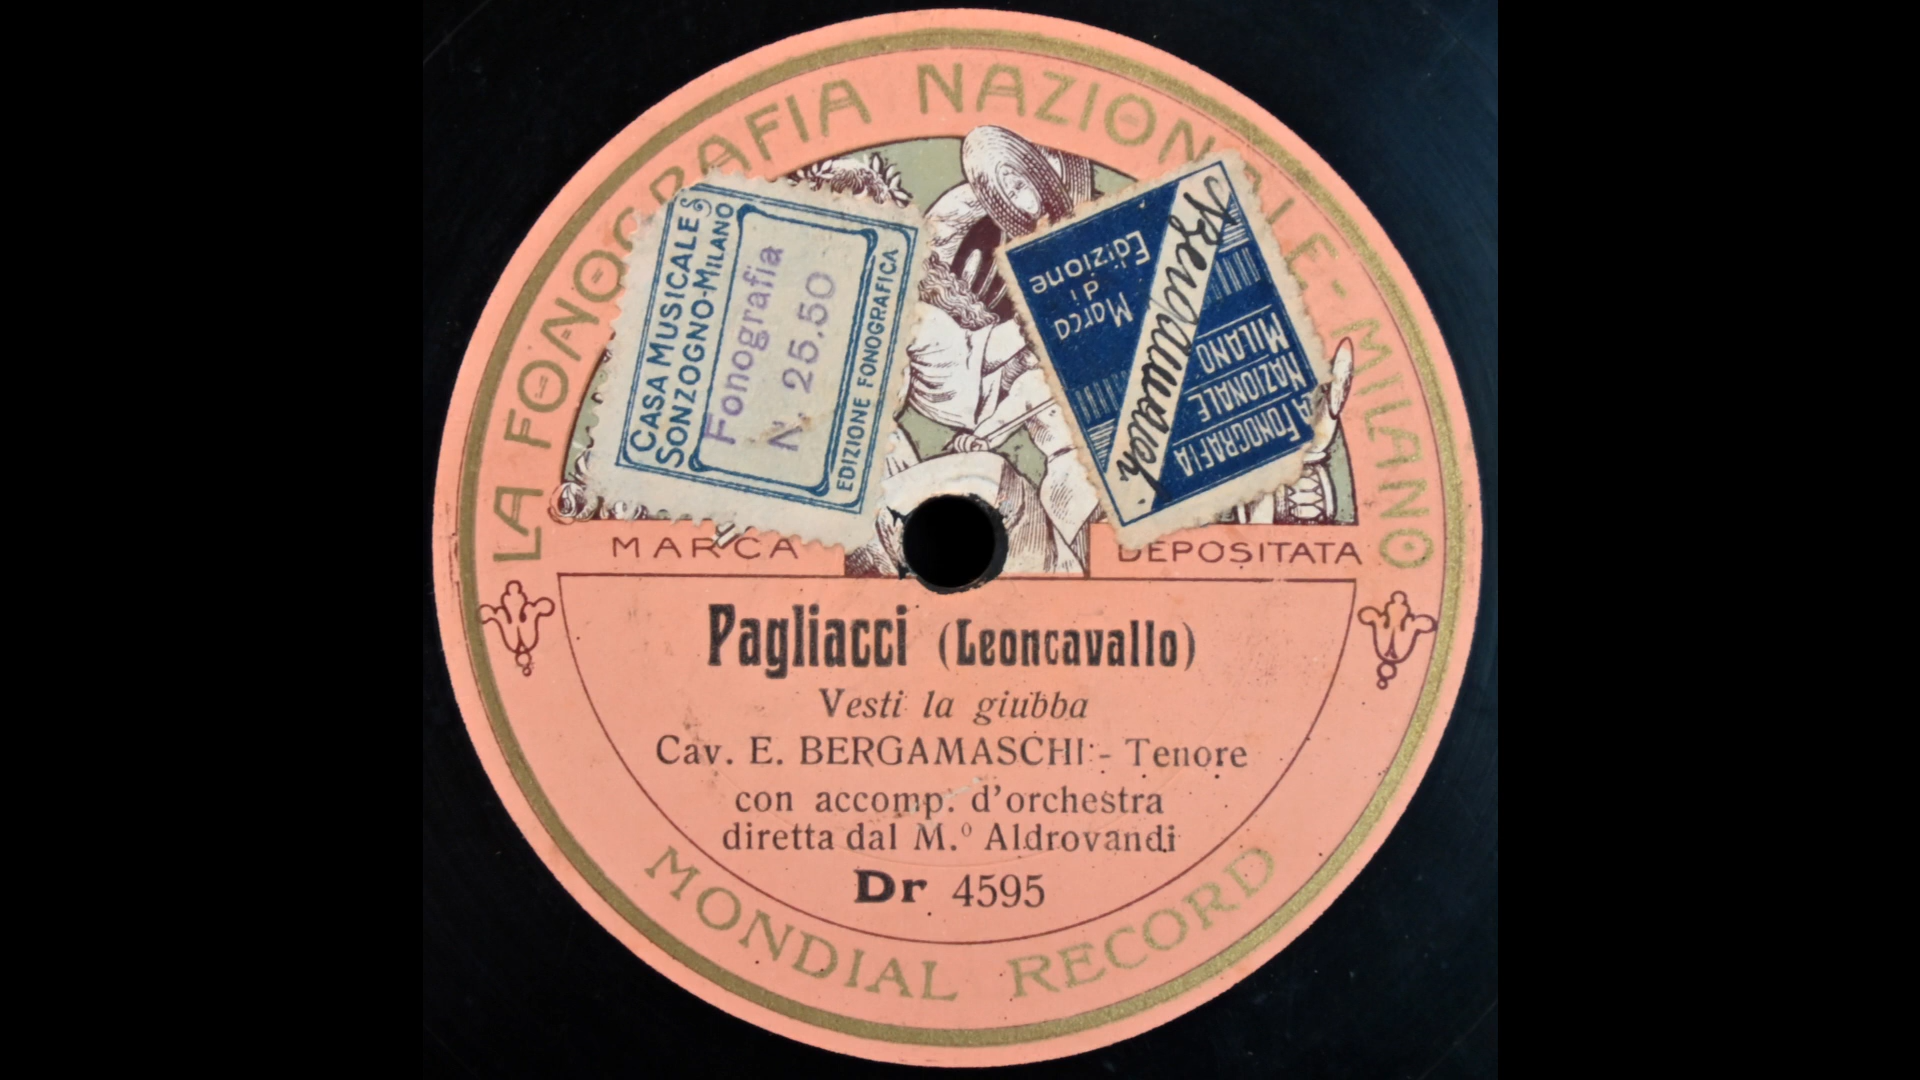 LA FONOGRAFIA NAZIONALE - MILANO
CASA MUSICALE
SONZOGNO-MILANO
Fonografia
N. 25.50
EDIZIONE FONOGRAFICA
LA FONOGRAFIA
NAZIONALE
MILANO
Bergamaschi
Marca
di
Edizione
MARCA DEPOSITATA
Pagliacci (Leoncavallo)
Vesti la giubba
Cav. E. BERGAMASCHI - Tenore
con accomp. d'orchestra
diretta dal M.º Aldrovandi
Dr 4595
MONDIAL RECORD